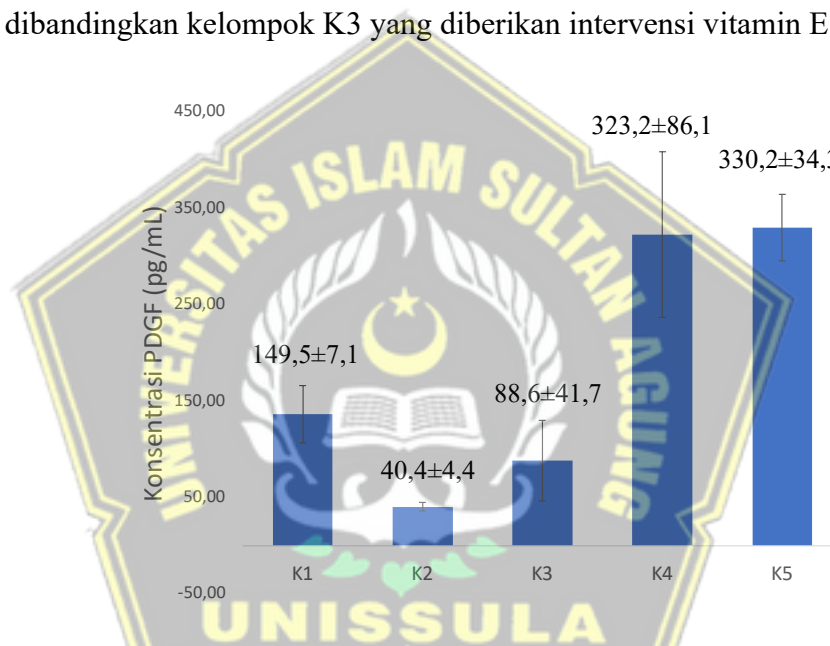 dibandingkan kelompok K3 yang diberikan intervensi vitamin E
450,00
350,00
250,00
150,00
50,00
-50,00
Konsentrasi PDGF (pg/mL)
149,5±7,1
40,4±4,4
88,6±41,7
323,2±86,1
330,2±34,3
K1
K2
K3
K4
K5
UNIVERSITAS ISLAM SULTAN AGUNG
UNISSULA